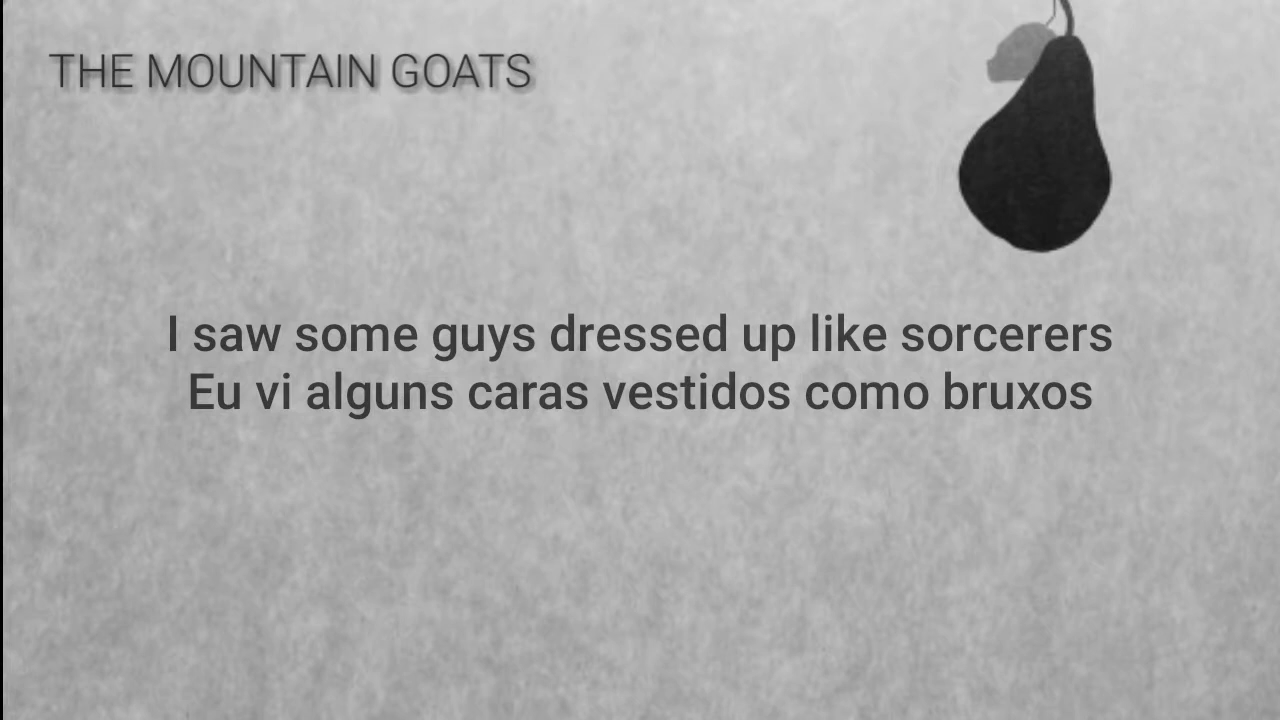 THE MOUNTAIN GOATS
I saw some guys dressed up like sorcerers
Eu vi alguns caras vestidos como bruxos